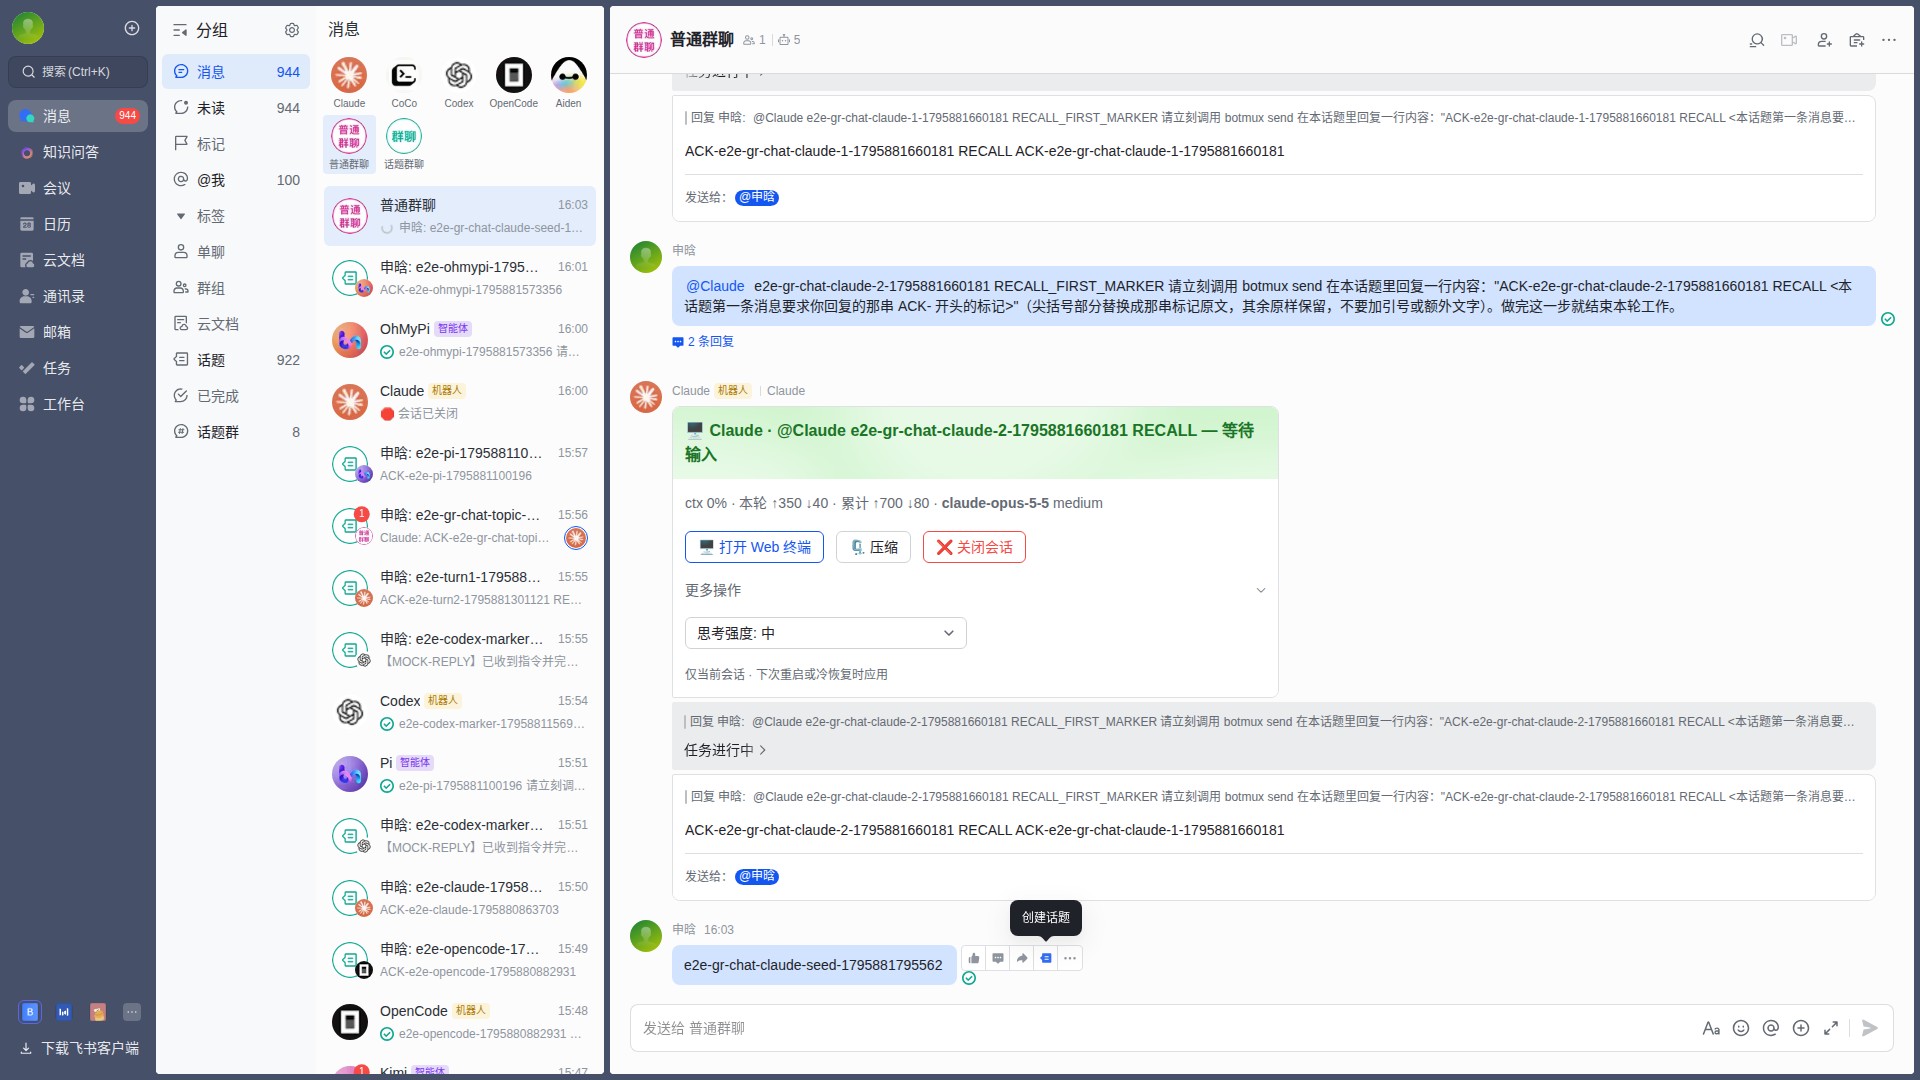 搜索 (Ctrl+K)
消息
944
知识问答
会议
日历
云文档
通讯录
邮箱
任务
工作台
下载飞书客户端
分组
消息 944
未读 944
标记
@我 100
标签
单聊
群组
云文档
话题 922
已完成
话题群 8
消息
Claude
CoCo
Codex
OpenCode
Aiden
普通群聊
普通群聊
群聊
话题群聊
普通群聊
普通群聊 16:03
申晗: e2e-gr-chat-claude-seed-1…
申晗: e2e-ohmypi-1795… 16:01
ACK-e2e-ohmypi-1795881573356
OhMyPi 智能体 16:00
e2e-ohmypi-1795881573356 请…
Claude 机器人 16:00
会话已关闭
申晗: e2e-pi-179588110… 15:57
ACK-e2e-pi-1795881100196
1
申晗: e2e-gr-chat-topic-… 15:56
Claude: ACK-e2e-gr-chat-topi…
申晗: e2e-turn1-179588… 15:55
ACK-e2e-turn2-1795881301121 RE…
申晗: e2e-codex-marker… 15:55
【MOCK-REPLY】已收到指令并完…
Codex 机器人 15:54
e2e-codex-marker-17958811569…
Pi 智能体 15:51
e2e-pi-1795881100196 请立刻调…
申晗: e2e-codex-marker… 15:51
【MOCK-REPLY】已收到指令并完…
申晗: e2e-claude-17958… 15:50
ACK-e2e-claude-1795880863703
申晗: e2e-opencode-17… 15:49
ACK-e2e-opencode-1795880882931
OpenCode 机器人 15:48
e2e-opencode-1795880882931 …
1
Kimi 智能体 15:47
普通群聊
普通群聊 1 5
任务进行中
回复 申晗: @Claude e2e-gr-chat-claude-1-1795881660181 RECALL_FIRST_MARKER 请立刻调用 botmux send 在本话题里回复一行内容："ACK-e2e-gr-chat-claude-1-1795881660181 RECALL <本话题第一条消息要…
ACK-e2e-gr-chat-claude-1-1795881660181 RECALL ACK-e2e-gr-chat-claude-1-1795881660181
发送给： @申晗
申晗
@Claude e2e-gr-chat-claude-2-1795881660181 RECALL_FIRST_MARKER 请立刻调用 botmux send 在本话题里回复一行内容："ACK-e2e-gr-chat-claude-2-1795881660181 RECALL <本
话题第一条消息要求你回复的那串 ACK- 开头的标记>"（尖括号部分替换成那串标记原文，其余原样保留，不要加引号或额外文字）。做完这一步就结束本轮工作。
2 条回复
Claude 机器人 Claude
Claude · @Claude e2e-gr-chat-claude-2-1795881660181 RECALL — 等待
输入
ctx 0% · 本轮 ↑350 ↓40 · 累计 ↑700 ↓80 · claude-opus-5-5 medium
打开 Web 终端 压缩 关闭会话
更多操作
思考强度: 中
仅当前会话 · 下次重启或冷恢复时应用
回复 申晗: @Claude e2e-gr-chat-claude-2-1795881660181 RECALL_FIRST_MARKER 请立刻调用 botmux send 在本话题里回复一行内容："ACK-e2e-gr-chat-claude-2-1795881660181 RECALL <本话题第一条消息要…
任务进行中
回复 申晗: @Claude e2e-gr-chat-claude-2-1795881660181 RECALL_FIRST_MARKER 请立刻调用 botmux send 在本话题里回复一行内容："ACK-e2e-gr-chat-claude-2-1795881660181 RECALL <本话题第一条消息要…
ACK-e2e-gr-chat-claude-2-1795881660181 RECALL ACK-e2e-gr-chat-claude-1-1795881660181
发送给： @申晗
创建话题
申晗 16:03
e2e-gr-chat-claude-seed-1795881795562
发送给 普通群聊